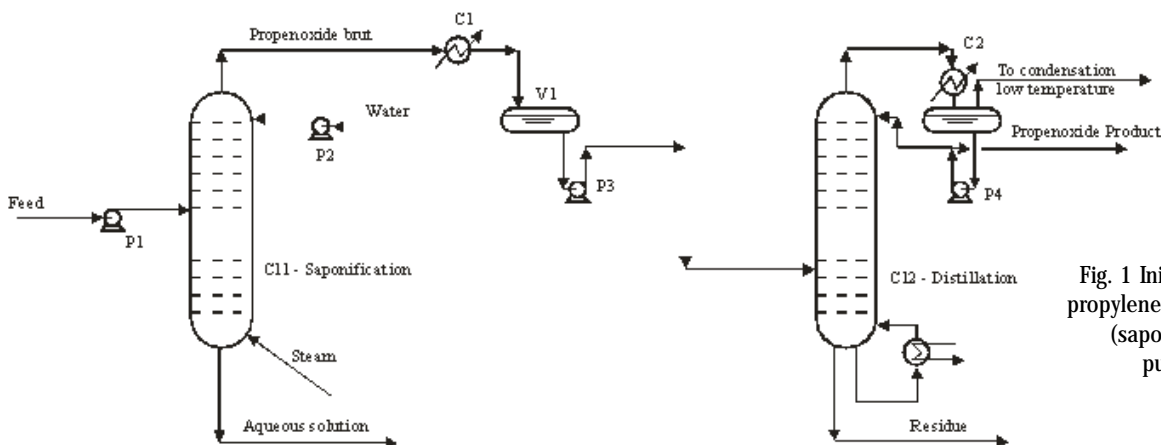 C1
Propenoxide brut
V1
Water
P2
P3
Feed
P1
C11 - Saponification
Steam
Aqueous solution
C2
To condensation
low temperature
Propenoxide Product
P4
C12 - Distillation
Residue
Fig. 1 Ini
propylene
(sapo
pu